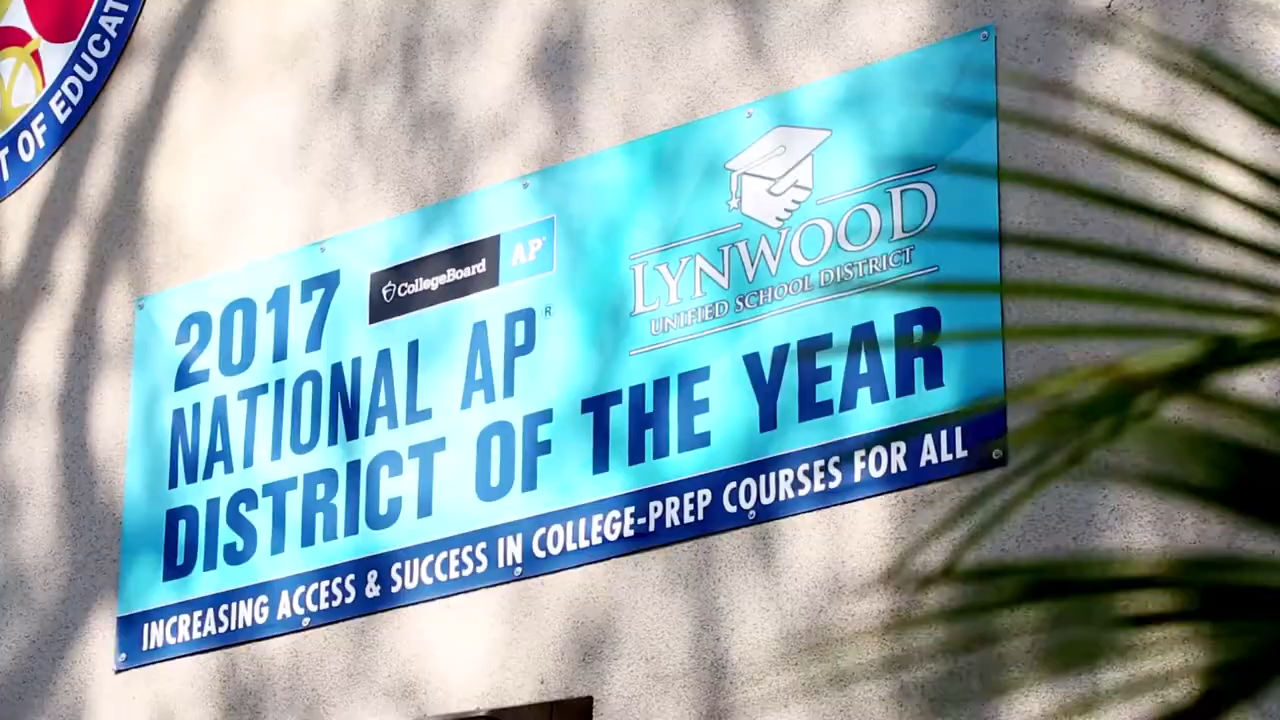 T OF EDUCAT
2017
CollegeBoard AP
LYNWOOD
UNIFIED SCHOOL DISTRICT
NATIONAL AP®
DISTRICT OF THE YEAR
INCREASING ACCESS & SUCCESS IN COLLEGE-PREP COURSES FOR ALL